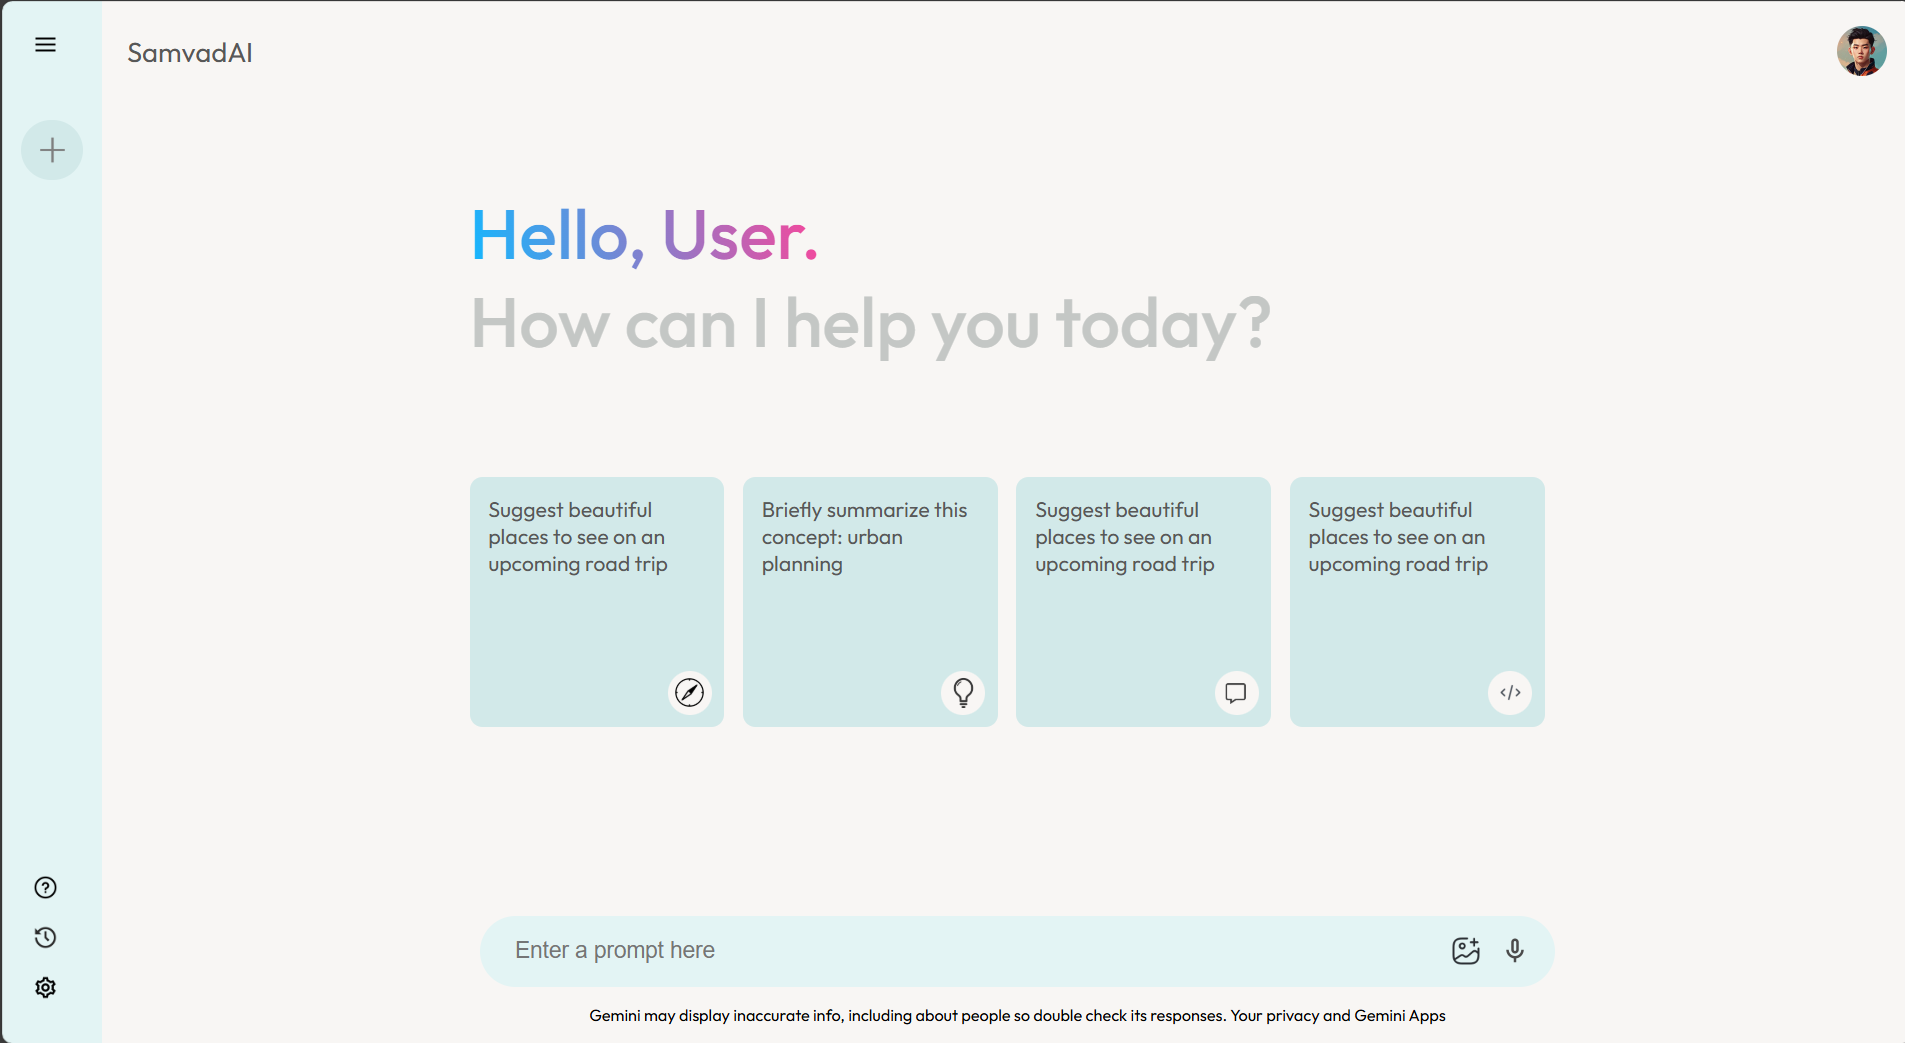 SamvadAI
Hello, User.
How can I help you today?
Suggest beautiful
places to see on an
upcoming road trip
Briefly summarize this
concept: urban
planning
Suggest beautiful
places to see on an
upcoming road trip
Suggest beautiful
places to see on an
upcoming road trip
Enter a prompt here
Gemini may display inaccurate info, including about people so double check its responses. Your privacy and Gemini Apps